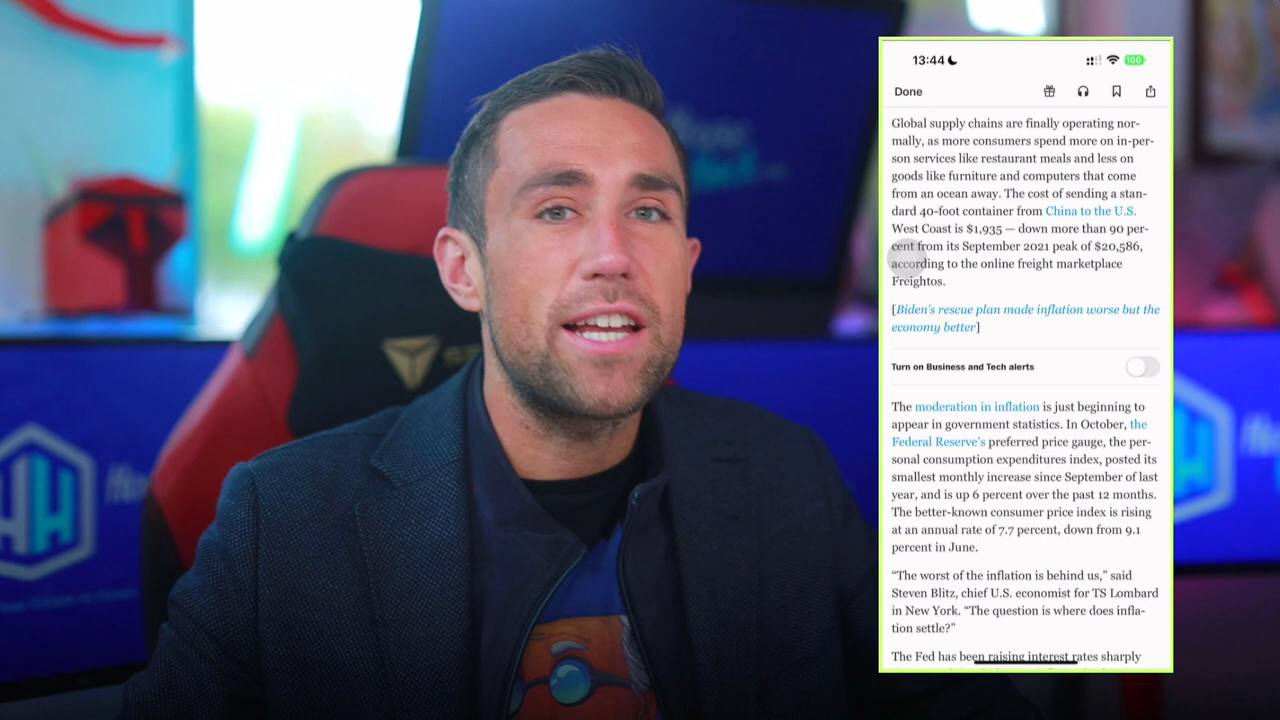 13:44
100
Done
Global supply chains are finally operating nor-
mally, as more consumers spend more on in-per-
son services like restaurant meals and less on
goods like furniture and computers that come
from an ocean away. The cost of sending a stan-
dard 40-foot container from China to the U.S.
West Coast is $1,935 — down more than 90 per-
cent from its September 2021 peak of $20,586,
according to the online freight marketplace
Freightos.
[Biden's rescue plan made inflation worse but the
economy better]
Turn on Business and Tech alerts
The moderation in inflation is just beginning to
appear in government statistics. In October, the
Federal Reserve's preferred price gauge, the per-
sonal consumption expenditures index, posted its
smallest monthly increase since September of last
year, and is up 6 percent over the past 12 months.
The better-known consumer price index is rising
at an annual rate of 7.7 percent, down from 9.1
percent in June.
“The worst of the inflation is behind us,” said
Steven Blitz, chief U.S. economist for TS Lombard
in New York. “The question is where does infla-
tion settle?”
The Fed has been raising interest rates sharply